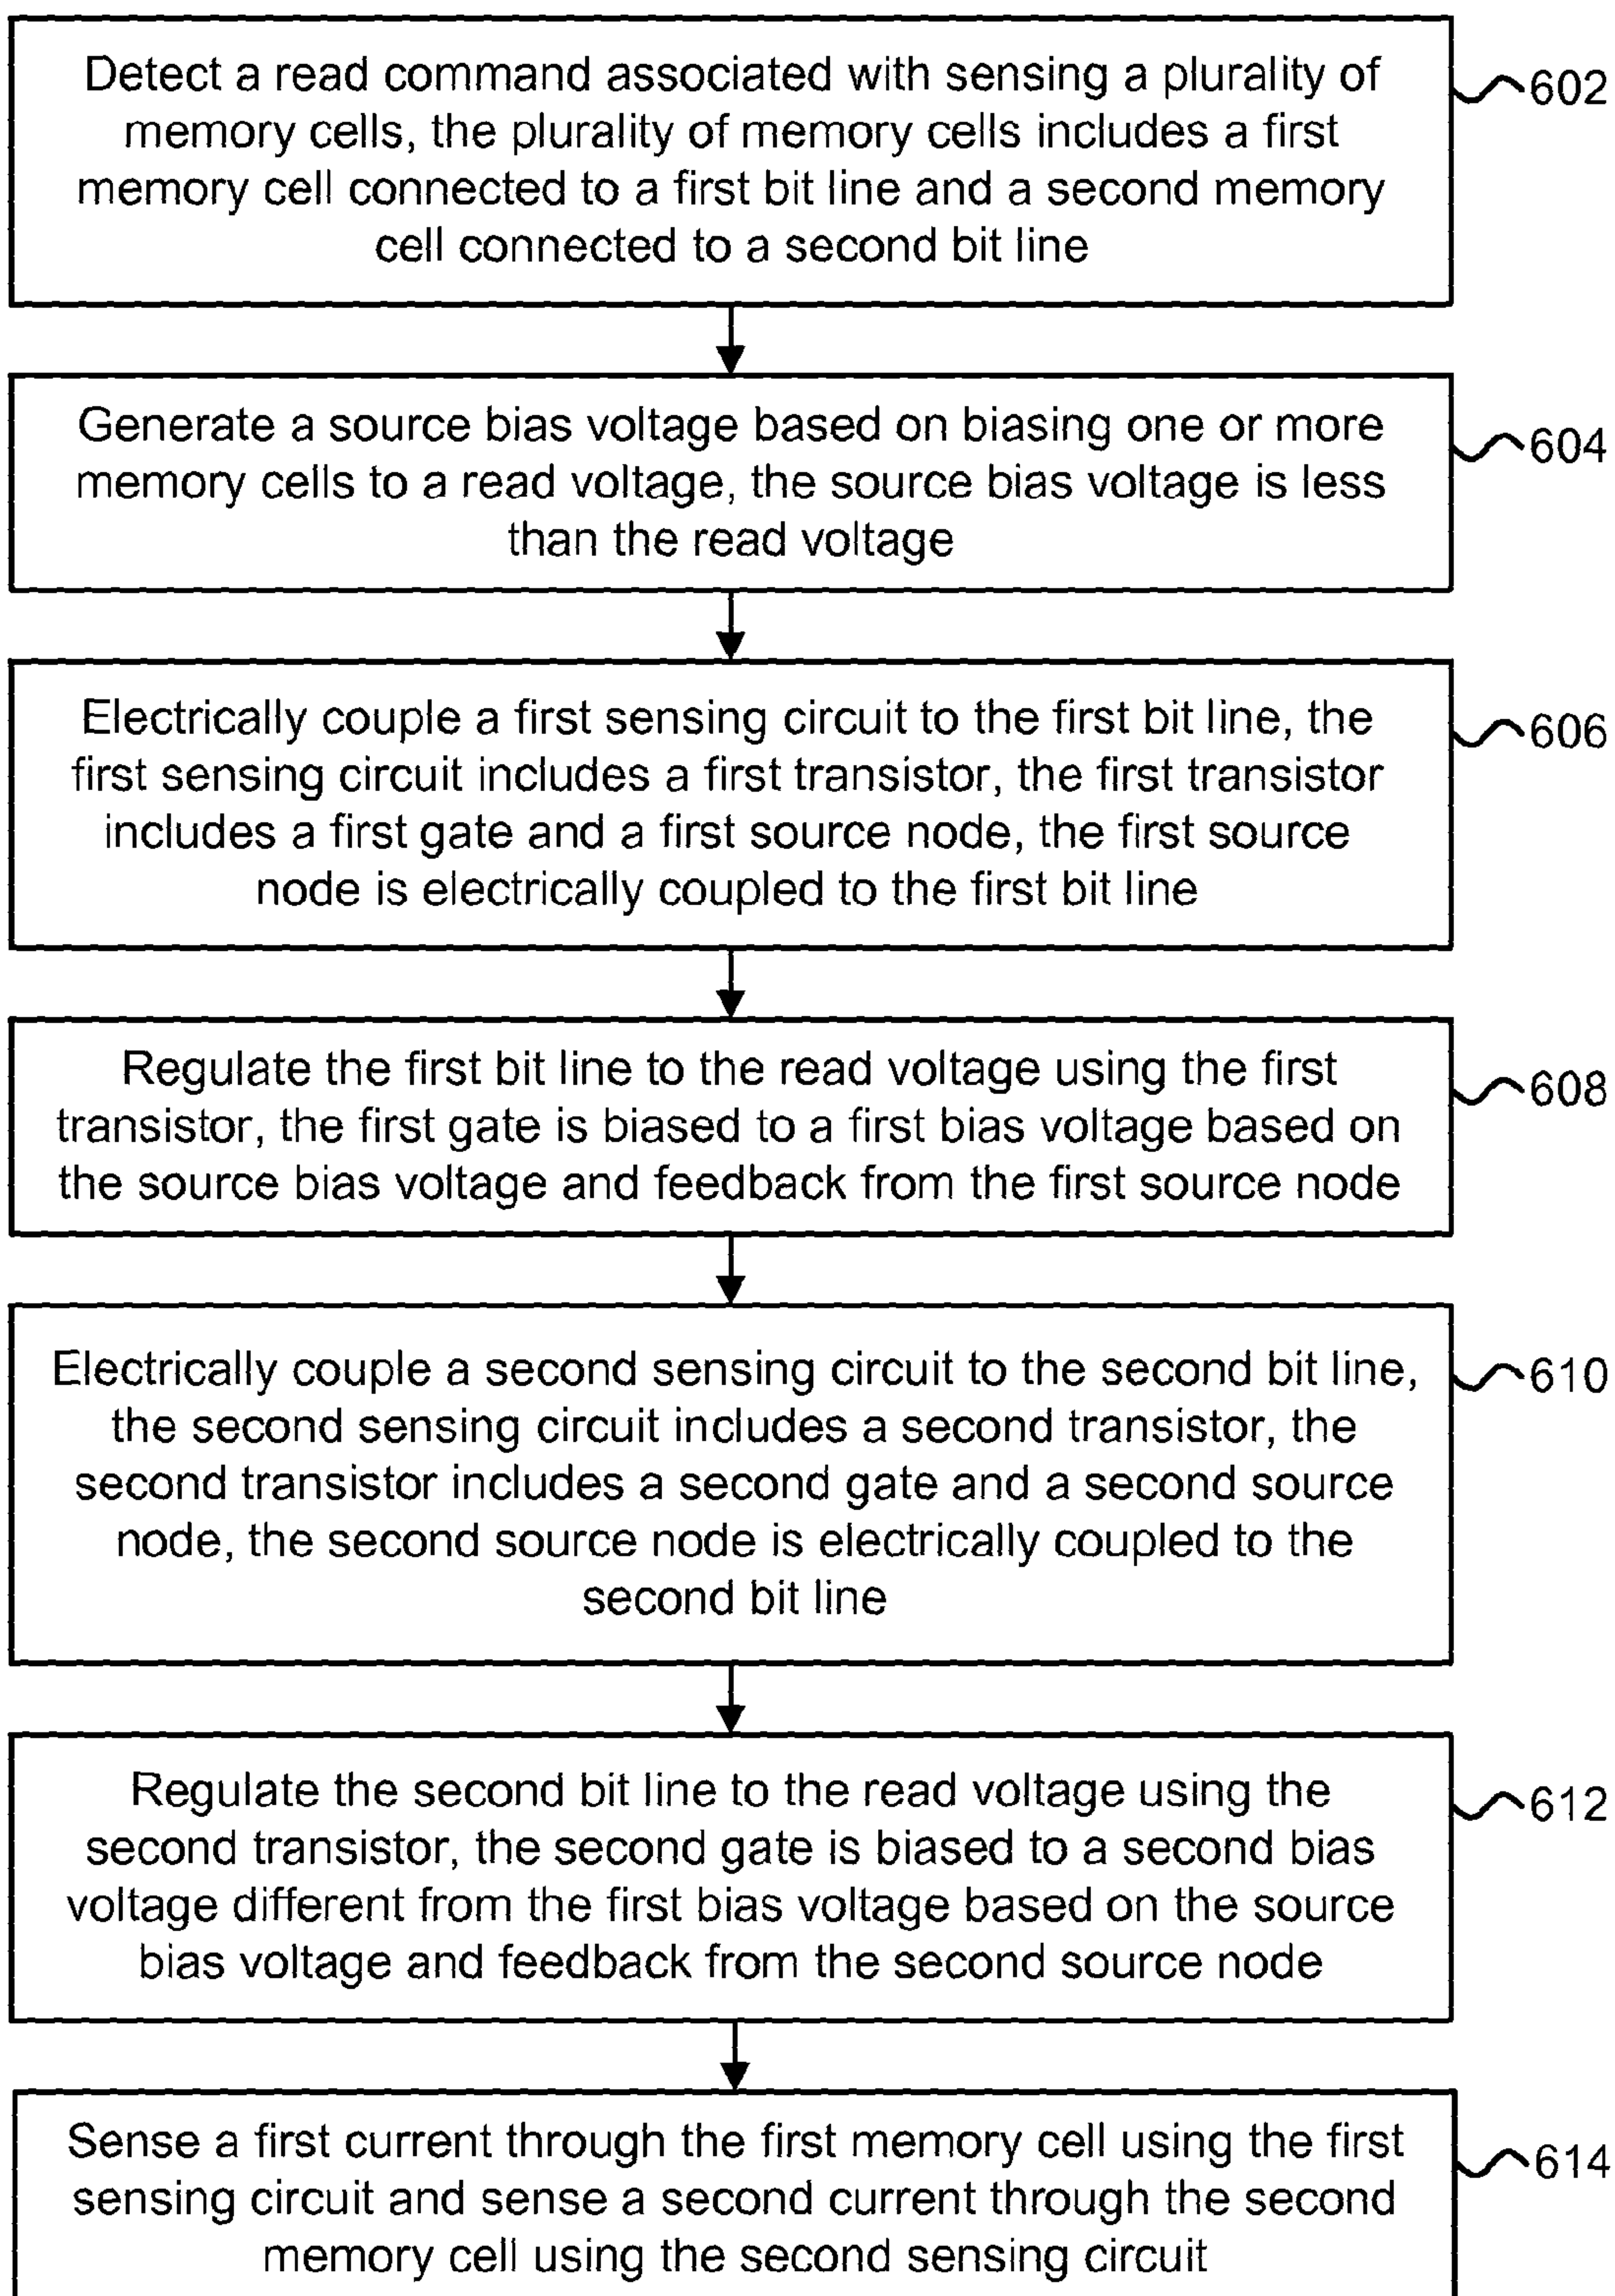 Detect a read command associated with sensing a plurality of
memory cells, the plurality of memory cells includes a first
memory cell connected to a first bit line and a second memory
cell connected to a second bit line
602
Generate a source bias voltage based on biasing one or more
memory cells to a read voltage, the source bias voltage is less
than the read voltage
604
Electrically couple a first sensing circuit to the first bit line, the
first sensing circuit includes a first transistor, the first transistor
includes a first gate and a first source node, the first source
node is electrically coupled to the first bit line
606
Regulate the first bit line to the read voltage using the first
transistor, the first gate is biased to a first bias voltage based on
the source bias voltage and feedback from the first source node
608
Electrically couple a second sensing circuit to the second bit line,
the second sensing circuit includes a second transistor, the
second transistor includes a second gate and a second source
node, the second source node is electrically coupled to the
second bit line
610
Regulate the second bit line to the read voltage using the
second transistor, the second gate is biased to a second bias
voltage different from the first bias voltage based on the source
bias voltage and feedback from the second source node
612
Sense a first current through the first memory cell using the first
sensing circuit and sense a second current through the second
memory cell using the second sensing circuit
614